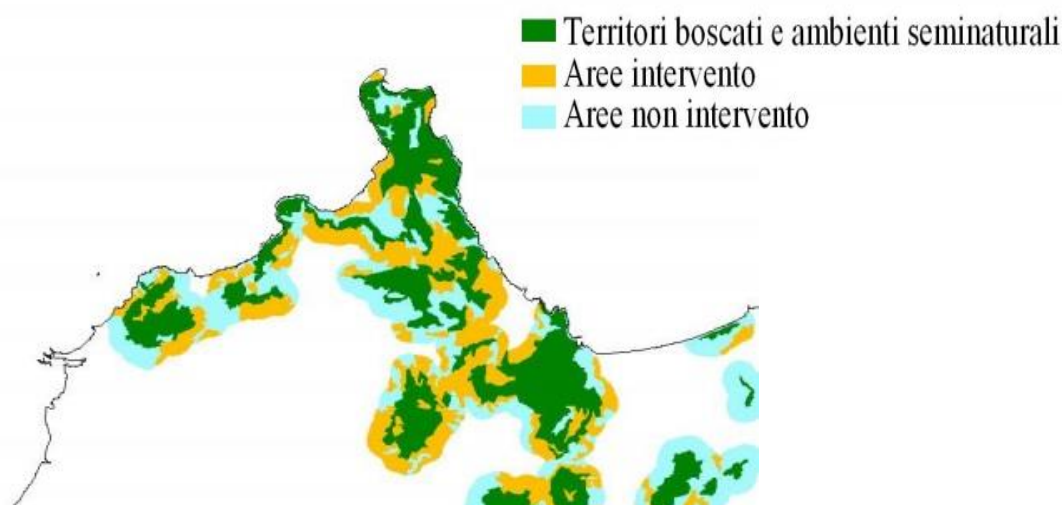 Territori boscati e ambienti seminaturali
Aree intervento
Aree non intervento